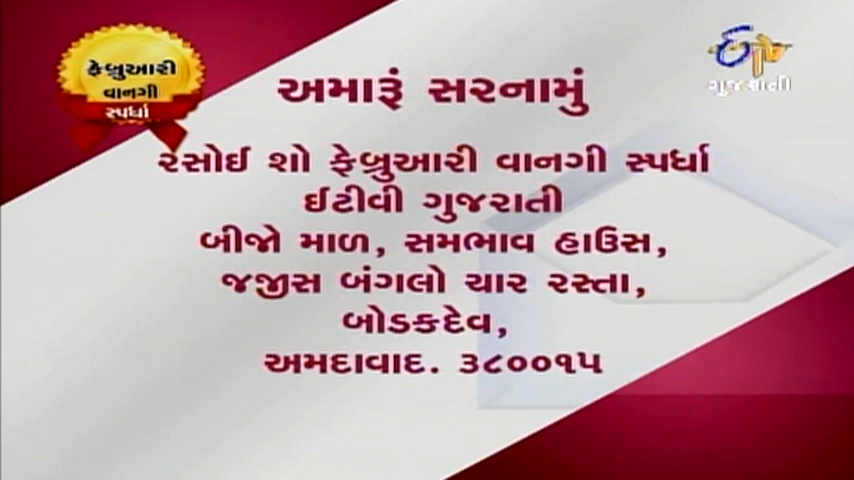 ફેબ્રુઆરી
વાનગી
સ્પર્ધા
ETV
ગુજરાતી
અમારૂં સરનામું
રસોઈ શો ફેબ્રુઆરી વાનગી સ્પર્ધા
ઈટીવી ગુજરાતી
બીજો માળ, સમભાવ હાઉસ,
જજીસ બંગલો ચાર રસ્તા,
બોડકદેવ,
અમદાવાદ. ૩૮૦૦૧૫